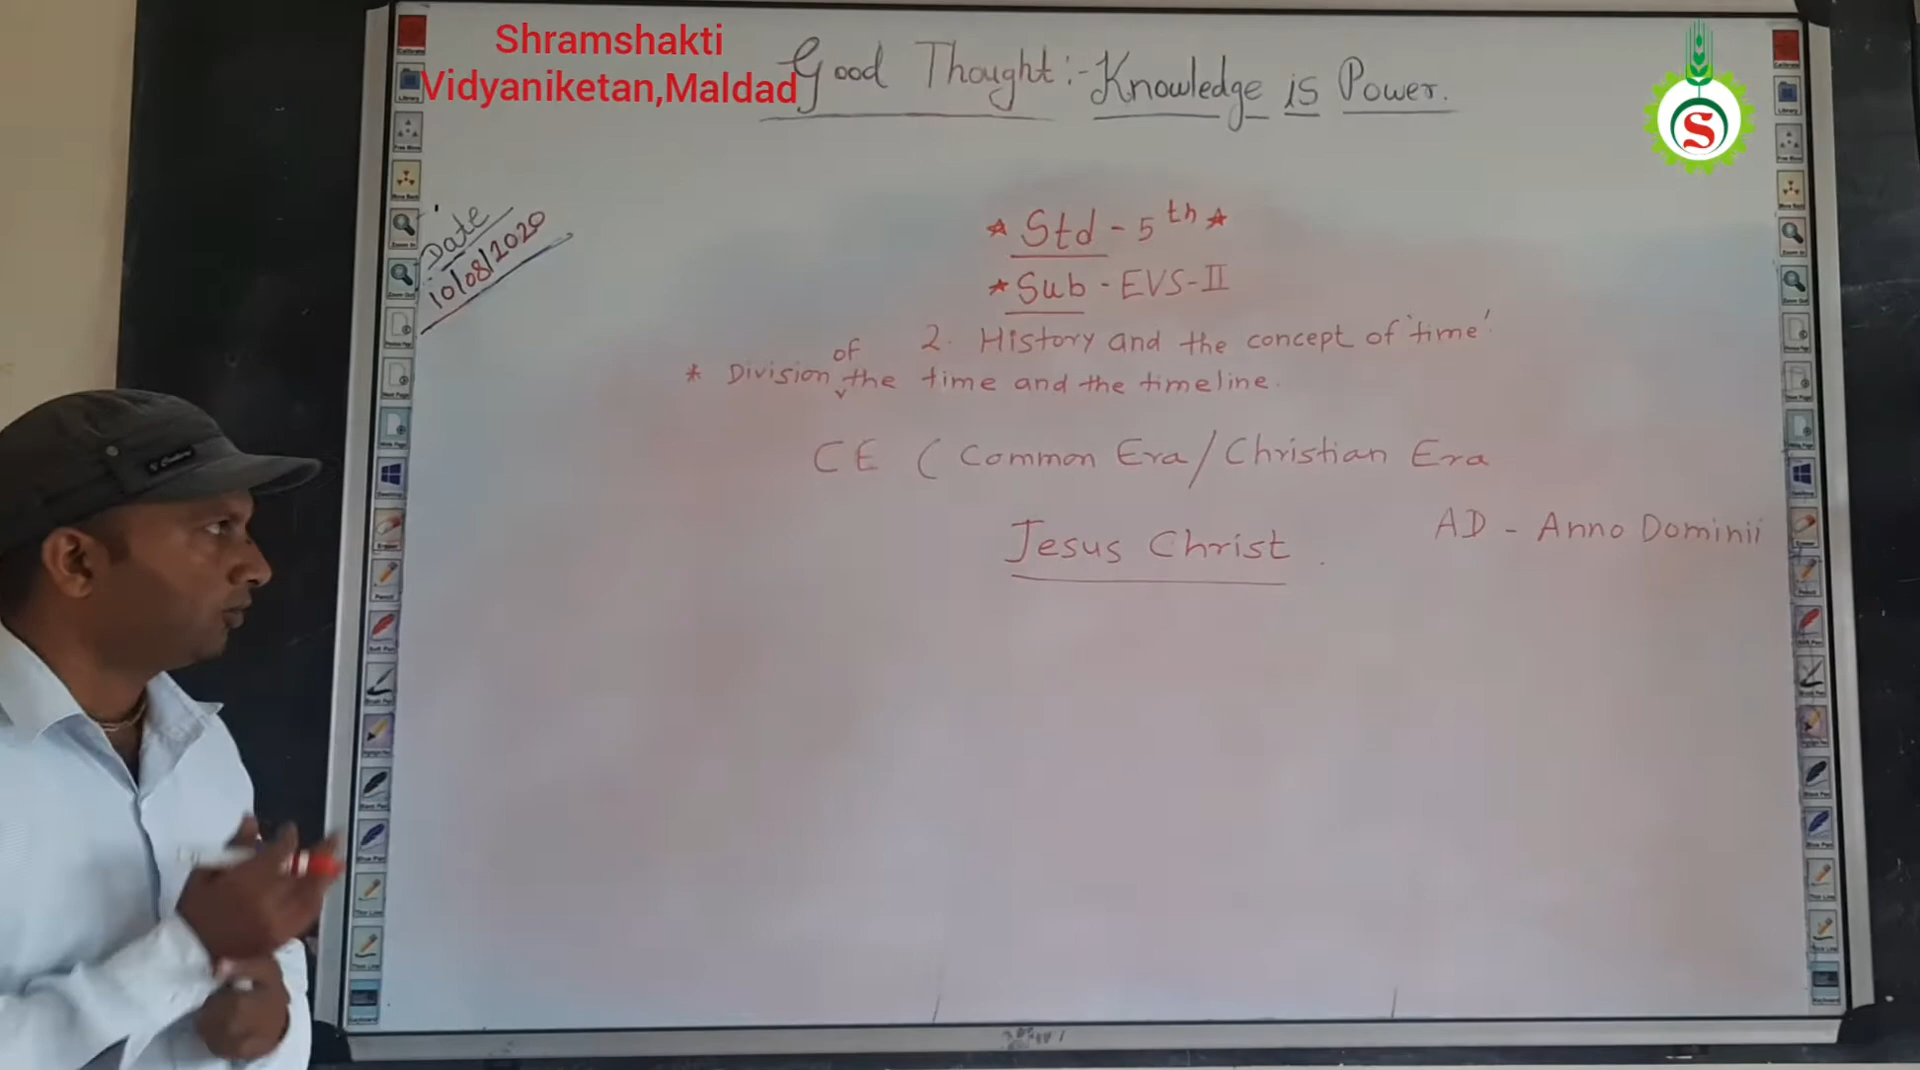 Shramshakti
Vidyaniketan,Maldad
Good Thought:- Knowledge is Power.
S
Date
10/08/2020
* Std - 5th *
* Sub - EVS-II
2. History and the concept of 'time'.
* Division of the time and the timeline.
CE ( Common Era/Christian Era
Jesus Christ.
AD - Anno Dominii